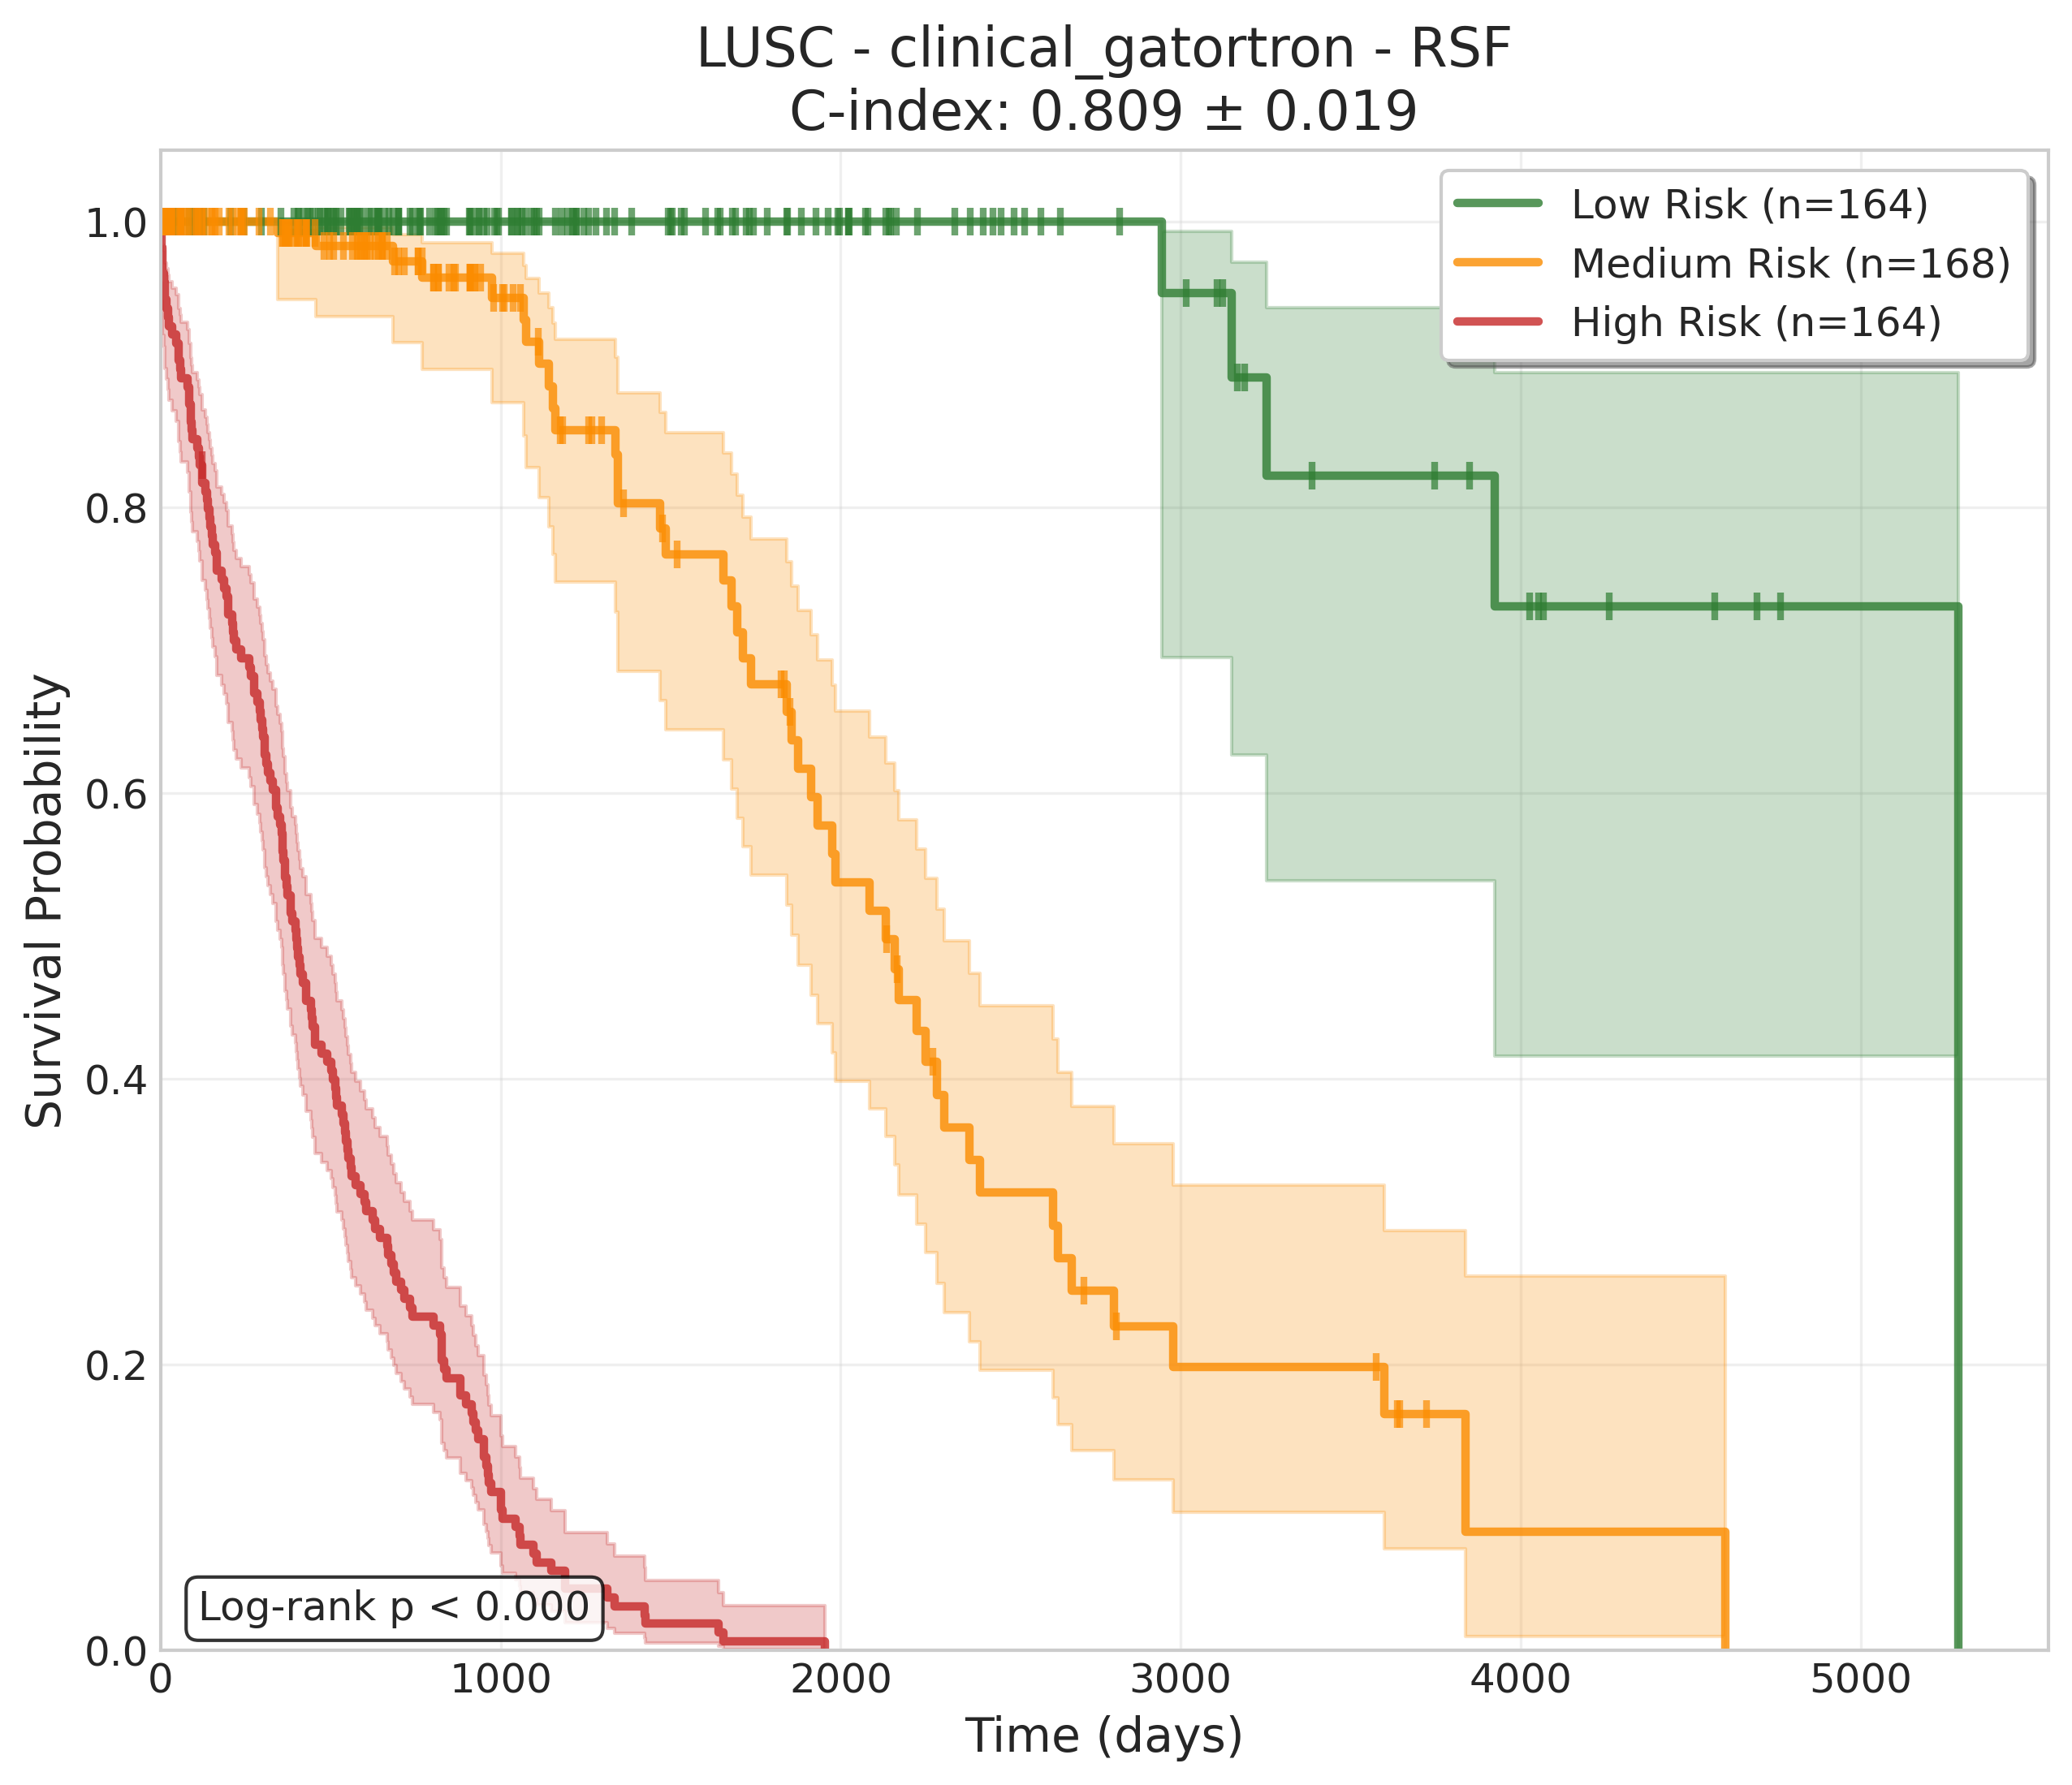 LUSC - clinical_gatortron - RSF
C-index: 0.809 ± 0.019
Low Risk (n=164)
Medium Risk (n=168)
High Risk (n=164)
Survival Probability
1.0
0.8
0.6
0.4
0.2
0.0
Log-rank p < 0.000
0 1000 2000 3000 4000 5000
Time (days)